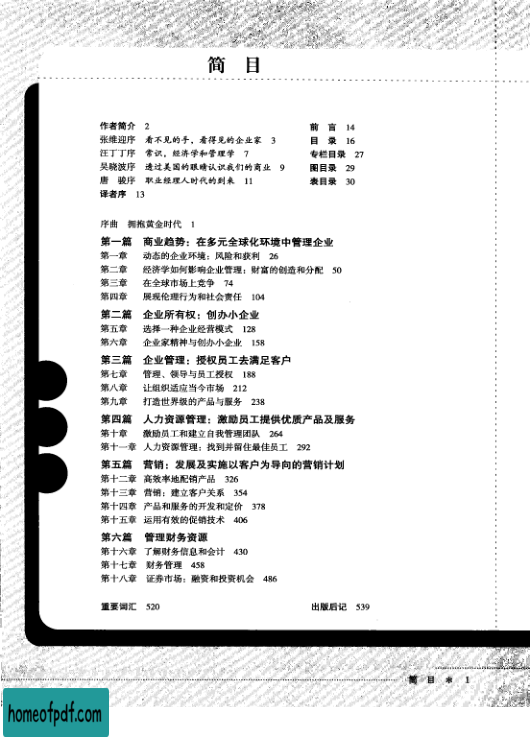 简 目
作者简介 2
张维迎序 看不见的手，看得见的企业家 3
汪丁丁序 常识，经济学和管理学 7
吴晓波序 透过美国的眼睛认识我们的商业 9
唐 骏序 职业经理人时代的到来 11
译者序 13
前 言 14
目 录 16
专栏目录 27
图目录 29
表目录 30
序曲 拥抱黄金时代 1
第一篇 商业趋势：在多元全球化环境中管理企业
第一章 动态的企业环境：风险和获利 26
第二章 经济学如何影响企业管理：财富的创造和分配 50
第三章 在全球市场上竞争 74
第四章 展现伦理行为和社会责任 104
第二篇 企业所有权：创办小企业
第五章 选择一种企业经营模式 128
第六章 企业家精神与创办小企业 158
第三篇 企业管理：授权员工去满足客户
第七章 管理、领导与员工授权 188
第八章 让组织适应当今市场 212
第九章 打造世界级的产品与服务 238
第四篇 人力资源管理：激励员工提供优质产品及服务
第十章 激励员工和建立自我管理团队 264
第十一章 人力资源管理：找到并留住最佳员工 292
第五篇 营销：发展及实施以客户为导向的营销计划
第十二章 高效率地配销产品 326
第十三章 营销：建立客户关系 354
第十四章 产品和服务的开发和定价 378
第十五章 运用有效的促销技术 406
第六篇 管理财务资源
第十六章 了解财务信息和会计 430
第十七章 财务管理 458
第十八章 证券市场：融资和投资机会 486
重要词汇 520
出版后记 539
简 目 1
homeofpdf.com